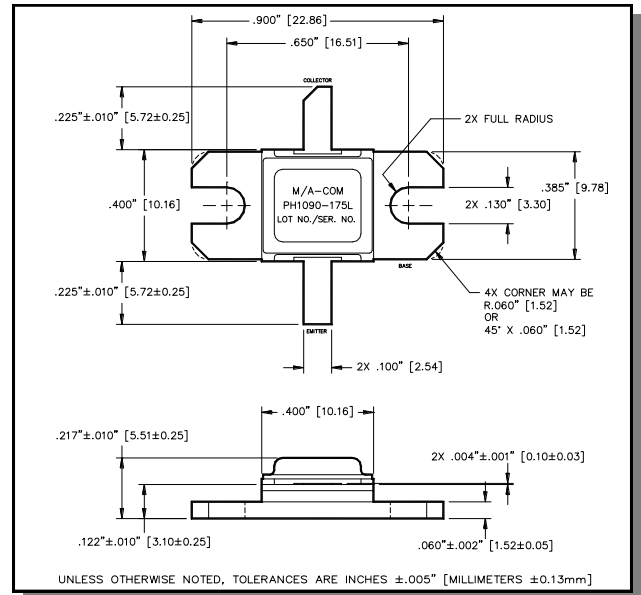 .900" [22.86]
.650" [16.51]
COLLECTOR
.225"±.010" [5.72±0.25]
2X FULL RADIUS
M/A-COM
PH1090-175L
LOT NO./SER. NO.
.400" [10.16]
.385" [9.78]
2X .130" [3.30]
BASE
.225"±.010" [5.72±0.25]
4X CORNER MAY BE
R.060" [1.52]
OR
45° X .060" [1.52]
EMITTER
2X .100" [2.54]
.400" [10.16]
.217"±.010" [5.51±0.25]
2X .004"±.001" [0.10±0.03]
.122"±.010" [3.10±0.25]
.060"±.002" [1.52±0.05]
UNLESS OTHERWISE NOTED, TOLERANCES ARE INCHES ±.005" [MILLIMETERS ±0.13mm]